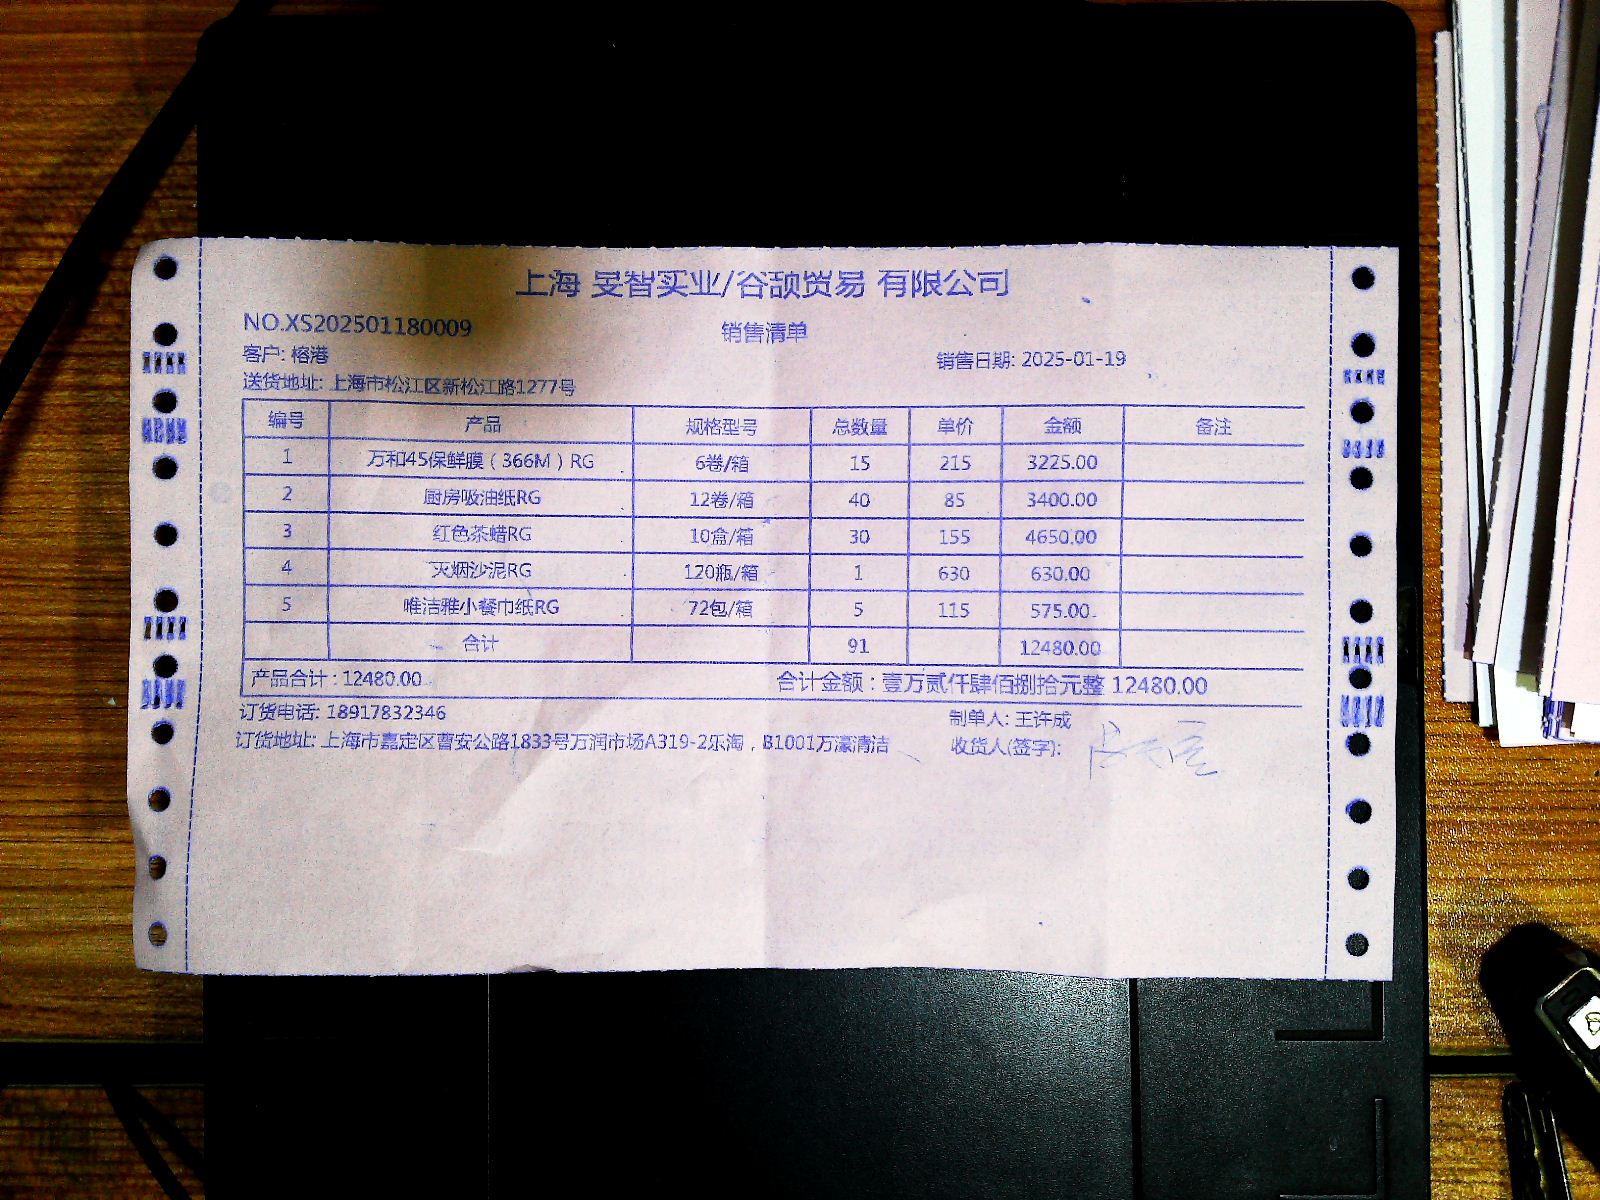 上海 旻智实业/谷颉贸易 有限公司
NO.XS202501180009
销售清单
客户: 榕港
销售日期: 2025-01-19
送货地址: 上海市松江区新松江路1277号
编号 产品 规格型号 总数量 单价 金额 备注
1 万和45保鲜膜（366M）RG 6卷/箱 15 215 3225.00
2 厨房吸油纸RG 12卷/箱 40 85 3400.00
3 红色茶蜡RG 10盒/箱 30 155 4650.00
4 灭烟沙泥RG 120瓶/箱 1 630 630.00
5 唯洁雅小餐巾纸RG 72包/箱 5 115 575.00
合计 91 12480.00
产品合计：12480.00 合计金额：壹万贰仟肆佰捌拾元整 12480.00
订货电话: 18917832346 制单人: 王许成
订货地址: 上海市嘉定区曹安公路1833号万润市场A319-2乐淘，B1001万濠清洁 收货人(签字):